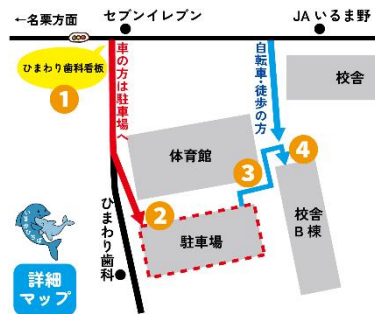 ←名栗方面
セブンイレブン
JAいるま野
ひまわり歯科看板
1
車の方は駐車場へ
自転車・徒歩の方
校舎
体育館
4
3
2
駐車場
校舎
B棟
ひまわり歯科
詳細
マップ